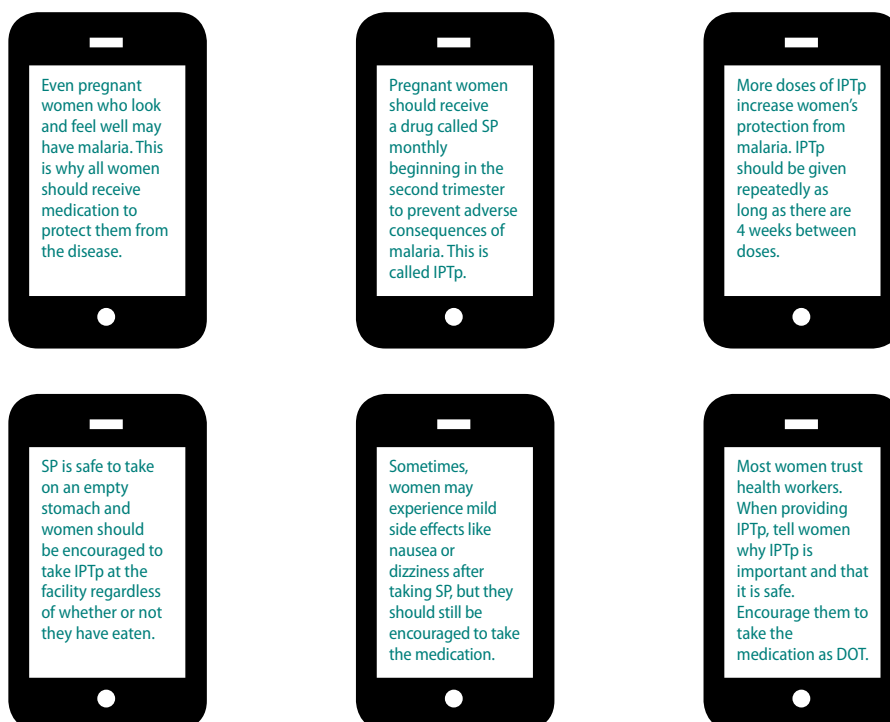 Even pregnant
women who look
and feel well may
have malaria. This
is why all women
should receive
medication to
protect them from
the disease.
Pregnant women
should receive
a drug called SP
monthly
beginning in the
second trimester
to prevent adverse
consequences of
malaria. This is
called IPTp.
More doses of IPTp
increase women’s
protection from
malaria. IPTp
should be given
repeatedly as
long as there are
4 weeks between
doses.
SP is safe to take
on an empty
stomach and
women should
be encouraged to
take IPTp at the
facility regardless
of whether or not
they have eaten.
Sometimes,
women may
experience mild
side effects like
nausea or
dizziness after
taking SP, but they
should still be
encouraged to take
the medication.
Most women trust
health workers.
When providing
IPTp, tell women
why IPTp is
important and that
it is safe.
Encourage them to
take the
medication as DOT.